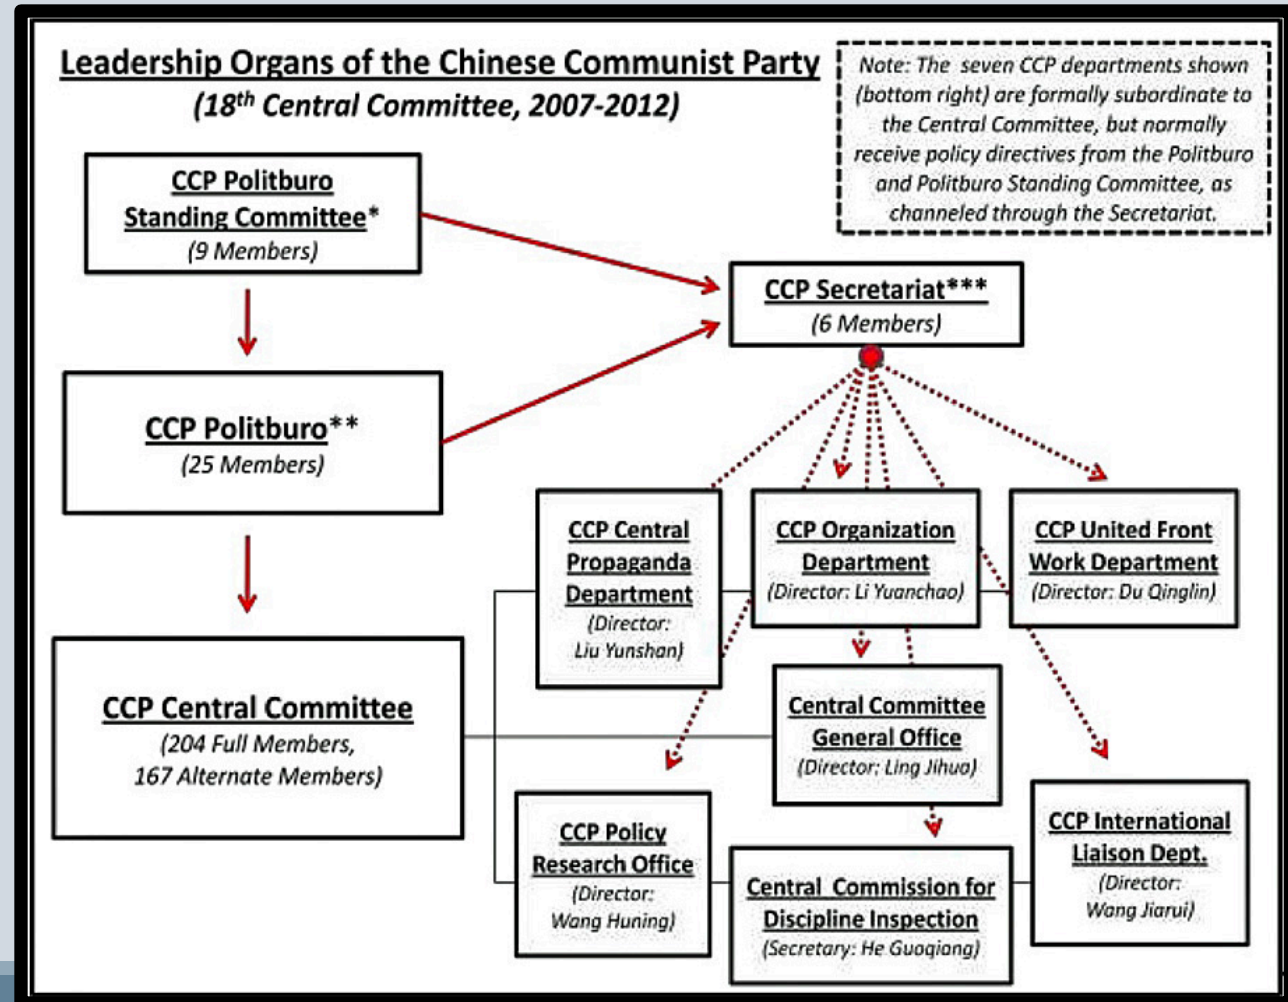 Leadership Organs of the Chinese Communist Party
(18th Central Committee, 2007-2012)
Note: The seven CCP departments shown
(bottom right) are formally subordinate to
the Central Committee, but normally
receive policy directives from the Politburo
and Politburo Standing Committee, as
channeled through the Secretariat.
CCP Politburo
Standing Committee*
(9 Members)
CCP Secretariat***
(6 Members)
CCP Politburo**
(25 Members)
CCP Central
Propaganda
Department
(Director:
Liu Yunshan)
CCP Organization
Department
(Director: Li Yuanchao)
CCP United Front
Work Department
(Director: Du Qinglin)
CCP Central Committee
(204 Full Members,
167 Alternate Members)
Central Committee
General Office
(Director: Ling Jihua)
CCP Policy
Research Office
(Director:
Wang Huning)
Central Commission for
Discipline Inspection
(Secretary: He Guoqiang)
CCP International
Liaison Dept.
(Director:
Wang Jiarui)